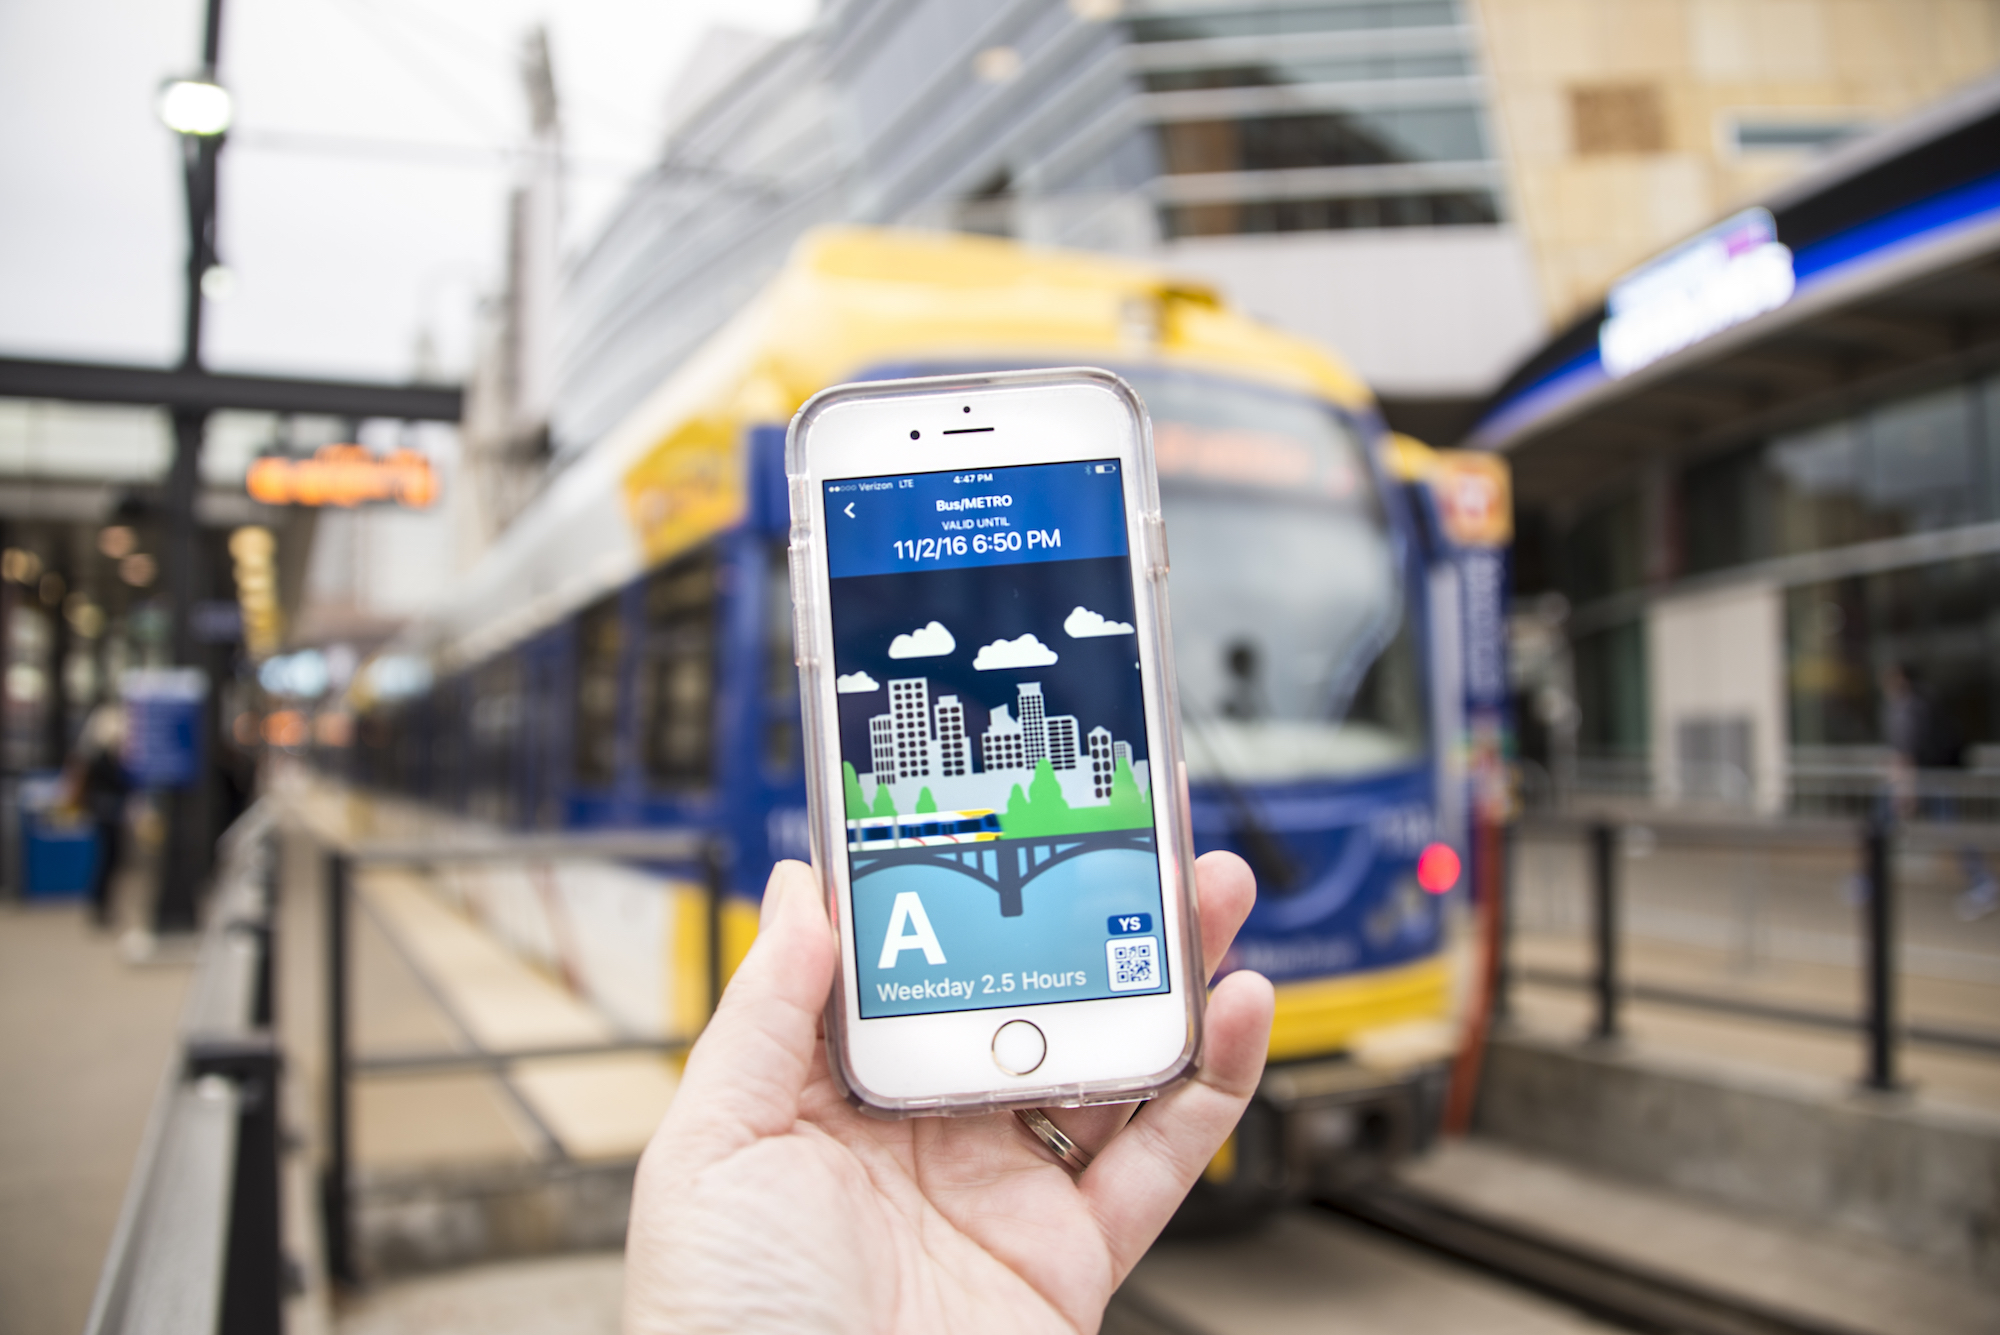 Verizon LTE 4:47 PM
Bus/METRO
VALID UNTIL
11/2/16 6:50 PM
A
YS
Weekday 2.5 Hours